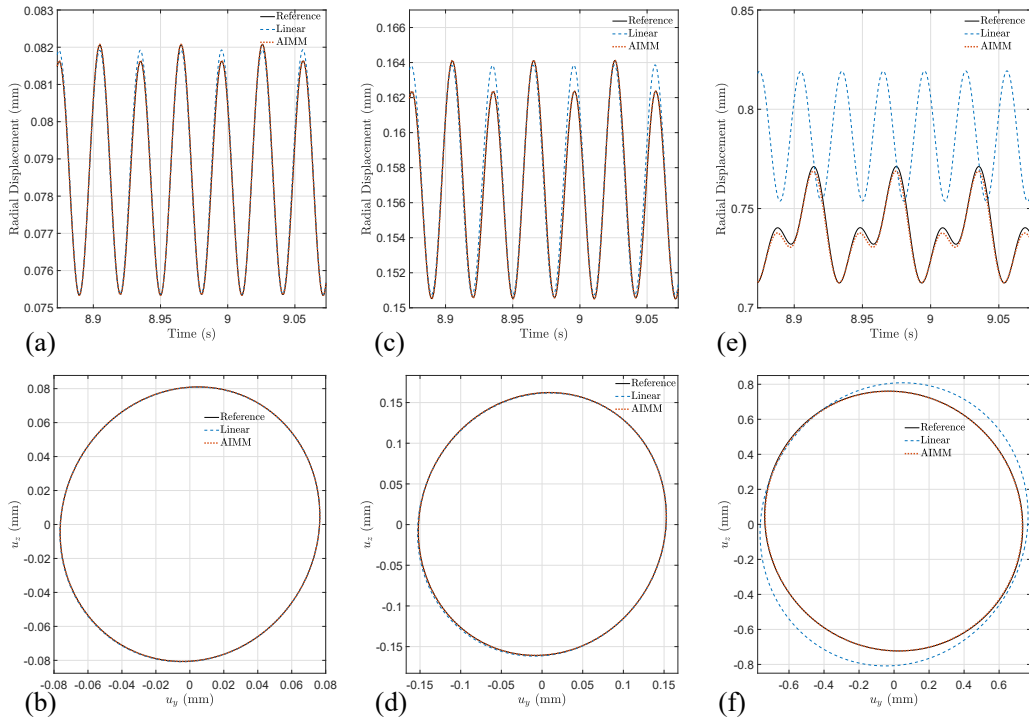 0.083
0.082
0.081
0.08
0.079
0.078
0.077
0.076
0.075
Radial Displacement (mm)
Reference
Linear
AIMM
8.9
8.95
9
9.05
Time (s)
(a)
0.166
0.164
0.162
0.16
0.158
0.156
0.154
0.152
0.15
Radial Displacement (mm)
Reference
Linear
AIMM
8.9
8.95
9
9.05
Time (s)
(c)
0.85
0.8
0.75
0.7
Radial Displacement (mm)
Reference
Linear
AIMM
8.9
8.95
9
9.05
Time (s)
(e)
0.08
0.06
0.04
0.02
0
-0.02
-0.04
-0.06
-0.08
u_z (mm)
Reference
Linear
AIMM
-0.08 -0.06 -0.04 -0.02 0 0.02 0.04 0.06 0.08
u_y (mm)
(b)
0.15
0.1
0.05
0
-0.05
-0.1
-0.15
u_z (mm)
Reference
Linear
AIMM
-0.15 -0.1 -0.05 0 0.05 0.1 0.15
u_y (mm)
(d)
0.8
0.6
0.4
0.2
0
-0.2
-0.4
-0.6
-0.8
u_z (mm)
Reference
Linear
AIMM
-0.6 -0.4 -0.2 0 0.2 0.4 0.6
u_y (mm)
(f)